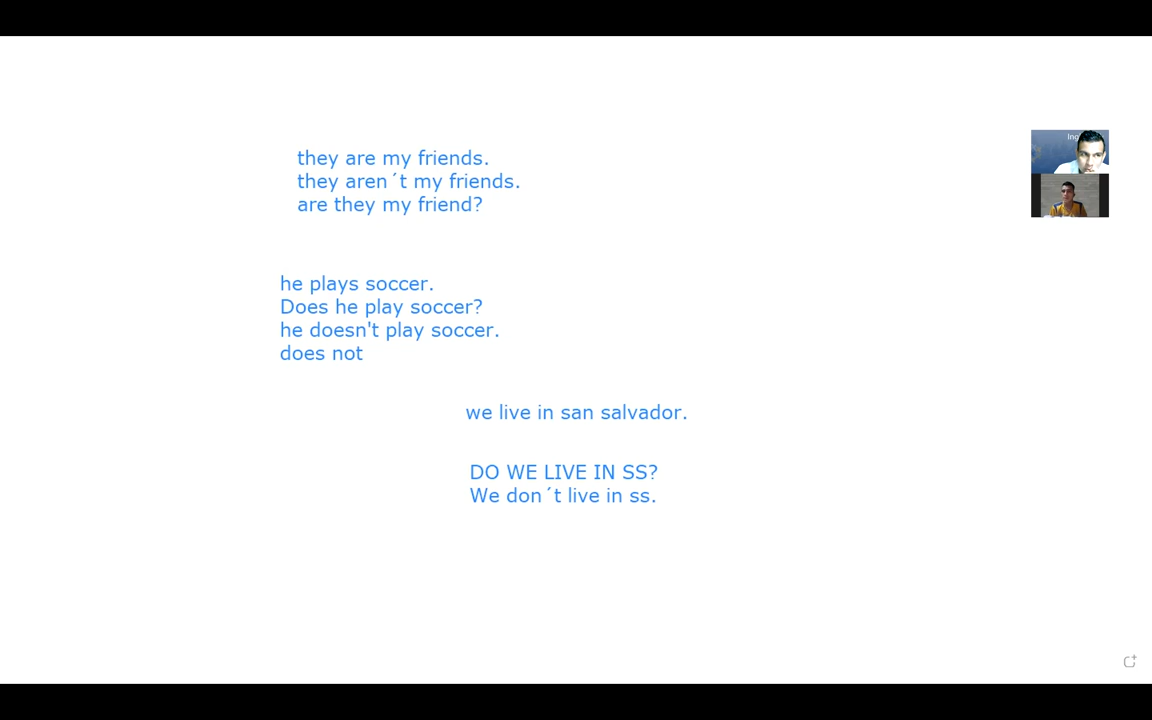 Ing
they are my friends.
they aren´t my friends.
are they my friend?
he plays soccer.
Does he play soccer?
he doesn't play soccer.
does not
we live in san salvador.
DO WE LIVE IN SS?
We don´t live in ss.